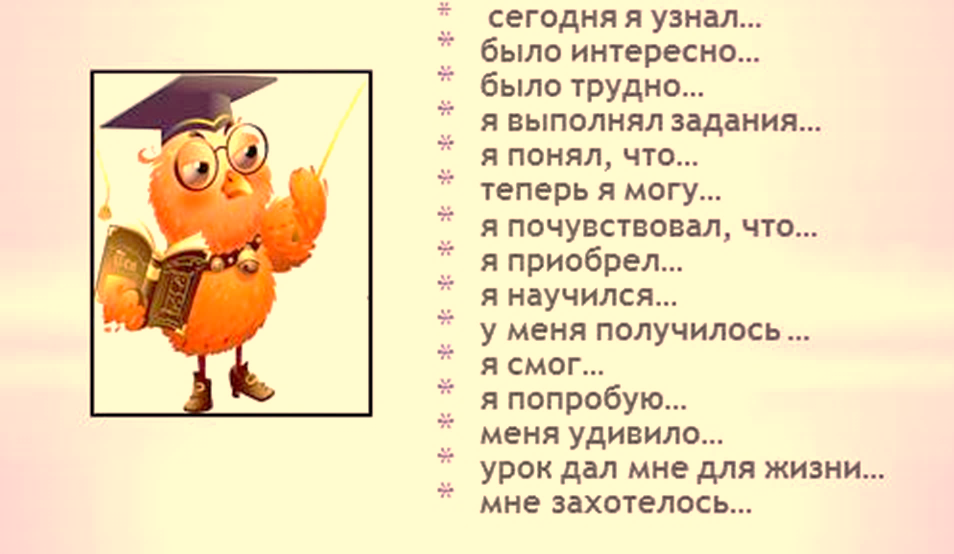 * сегодня я узнал...
* было интересно...
* было трудно...
* я выполнял задания...
* я понял, что...
* теперь я могу...
* я почувствовал, что...
* я приобрел...
* я научился...
* у меня получилось ...
* я смог...
* я попробую...
* меня удивило...
* урок дал мне для жизни...
* мне захотелось...